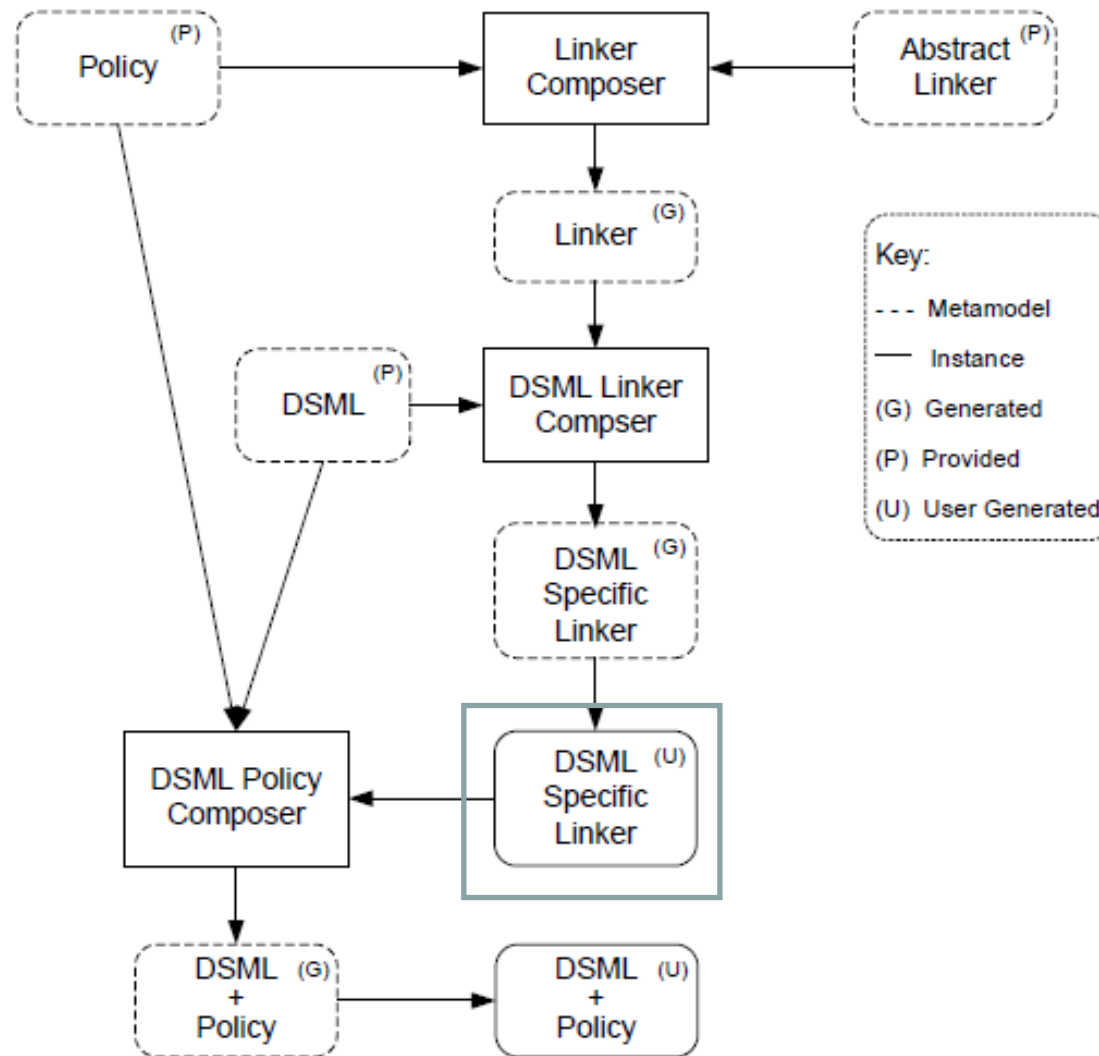 Policy
(P)
Linker
Composer
Abstract
Linker
(P)
Linker
(G)
Key:
- - - Metamodel
— Instance
(G) Generated
(P) Provided
(U) User Generated
DSML
(P)
DSML Linker
Compser
DSML
Specific
Linker
(G)
DSML Policy
Composer
DSML
Specific
Linker
(U)
DSML
+
Policy
(G)
DSML
+
Policy
(U)